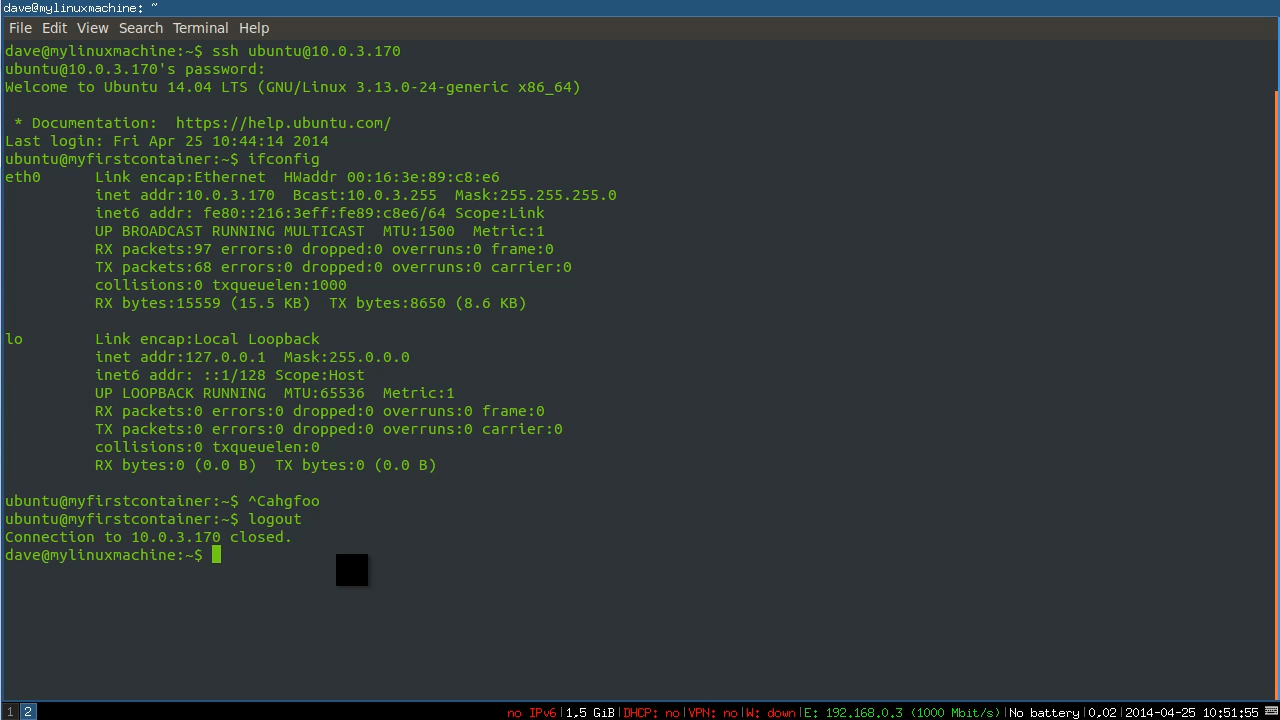 dave@mylinuxmachine: ~
File Edit View Search Terminal Help
dave@mylinuxmachine:~$ ssh ubuntu@10.0.3.170
ubuntu@10.0.3.170's password:
Welcome to Ubuntu 14.04 LTS (GNU/Linux 3.13.0-24-generic x86_64)
 * Documentation:  https://help.ubuntu.com/
Last login: Fri Apr 25 10:44:14 2014
ubuntu@myfirstcontainer:~$ ifconfig
eth0      Link encap:Ethernet  HWaddr 00:16:3e:89:c8:e6
          inet addr:10.0.3.170  Bcast:10.0.3.255  Mask:255.255.255.0
          inet6 addr: fe80::216:3eff:fe89:c8e6/64 Scope:Link
          UP BROADCAST RUNNING MULTICAST  MTU:1500  Metric:1
          RX packets:97 errors:0 dropped:0 overruns:0 frame:0
          TX packets:68 errors:0 dropped:0 overruns:0 carrier:0
          collisions:0 txqueuelen:1000
          RX bytes:15559 (15.5 KB)  TX bytes:8650 (8.6 KB)
lo        Link encap:Local Loopback
          inet addr:127.0.0.1  Mask:255.0.0.0
          inet6 addr: ::1/128 Scope:Host
          UP LOOPBACK RUNNING  MTU:65536  Metric:1
          RX packets:0 errors:0 dropped:0 overruns:0 frame:0
          TX packets:0 errors:0 dropped:0 overruns:0 carrier:0
          collisions:0 txqueuelen:0
          RX bytes:0 (0.0 B)  TX bytes:0 (0.0 B)
ubuntu@myfirstcontainer:~$ ^Cahgfoo
ubuntu@myfirstcontainer:~$ logout
Connection to 10.0.3.170 closed.
dave@mylinuxmachine:~$
1 2 no IPv6|1,5 GiB|DHCP: no|VPN: no|W: down|E: 192.168.0.3 (1000 Mbit/s)|No battery|0,02|2014-04-25 10:51:55